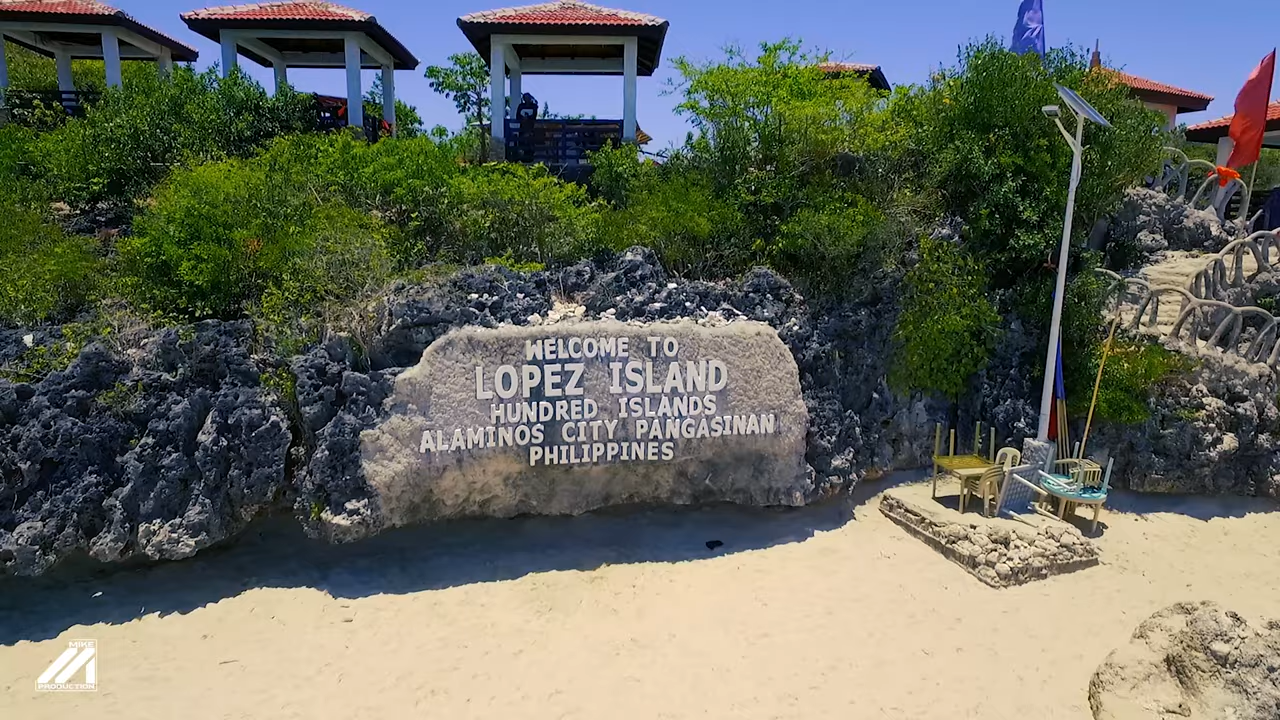 WELCOME TO
LOPEZ ISLAND
HUNDRED ISLANDS
ALAMINOS CITY PANGASINAN
PHILIPPINES
MIKE
PRODUCTION